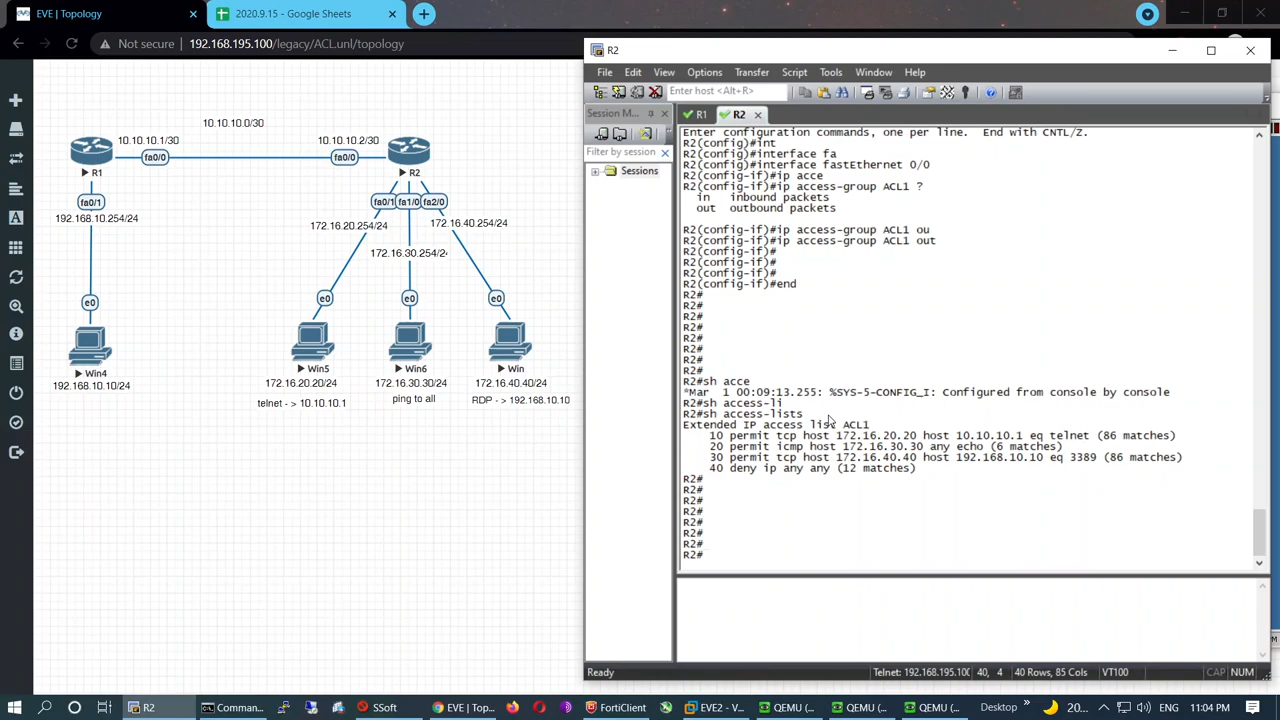 EVE | Topology
2020.9.15 - Google Sheets
Not secure
192.168.195.100/legacy/ACL.unl/topology
10.10.10.0/30
10.10.10.1/30
10.10.10.2/30
fa0/0
fa0/0
R1
R2
fa0/1
fa0/1
fa1/0
fa2/0
192.168.10.254/24
172.16.20.254/24
172.16.40.254/24
172.16.30.254/24
e0
e0
e0
e0
Win4
192.168.10.10/24
Win5
172.16.20.20/24
telnet - > 10.10.10.1
Win6
172.16.30.30/24
ping to all
Win
172.16.40.40/24
RDP - > 192.168.10.10
R2
File Edit View Options Transfer Script Tools Window Help
Enter host <Alt+R>
Session M...
R1
R2
Filter by session
Sessions
Enter configuration commands, one per line.  End with CNTL/Z.
R2(config)#int
R2(config)#interface fa
R2(config)#interface fastEthernet 0/0
R2(config-if)#ip acce
R2(config-if)#ip access-group ACL1 ?
in   inbound packets
out  outbound packets
R2(config-if)#ip access-group ACL1 ou
R2(config-if)#ip access-group ACL1 out
R2(config-if)#
R2(config-if)#
R2(config-if)#
R2(config-if)#end
R2#
R2#
R2#
R2#
R2#
R2#
R2#
R2#
R2#sh acce
*Mar  1 00:09:13.255: %SYS-5-CONFIG_I: Configured from console by console
R2#sh access-li
R2#sh access-lists
Extended IP access list ACL1
10 permit tcp host 172.16.20.20 host 10.10.10.1 eq telnet (86 matches)
20 permit icmp host 172.16.30.30 any echo (6 matches)
30 permit tcp host 172.16.40.40 host 192.168.10.10 eq 3389 (86 matches)
40 deny ip any any (12 matches)
R2#
R2#
R2#
R2#
R2#
R2#
R2#
R2#
Ready
Telnet: 192.168.195.100
40, 4
40 Rows, 85 Cols
VT100
CAP
NUM
R2
Comman...
SSoft
EVE | Top...
FortiClient
EVE2 - V...
QEMU (...
QEMU (...
QEMU (...
Desktop
20...
ENG
11:04 PM